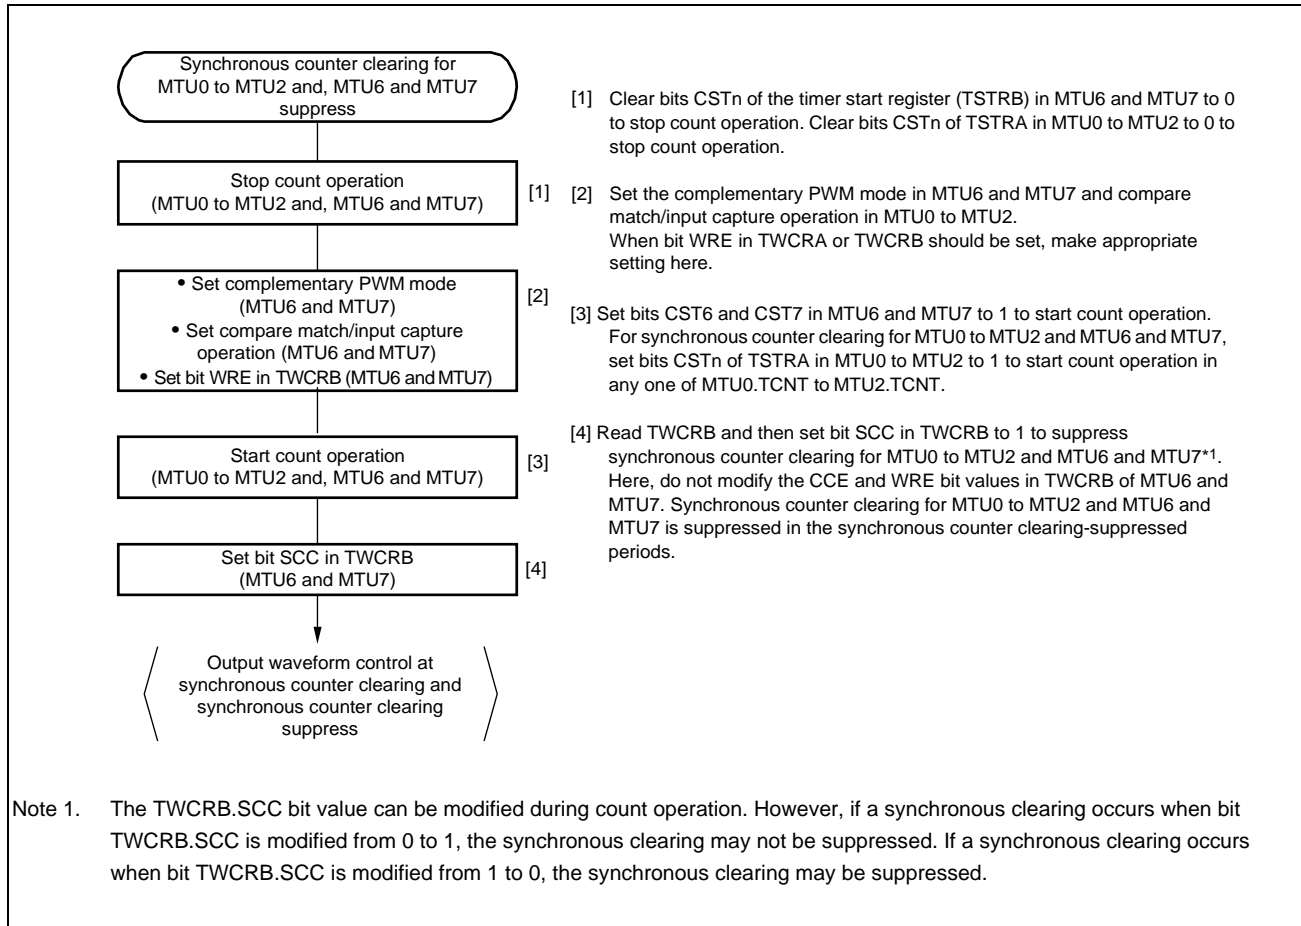 Synchronous counter clearing for
MTU0 to MTU2 and, MTU6 and MTU7
suppress
Stop count operation
(MTU0 to MTU2 and, MTU6 and MTU7)
[1]
• Set complementary PWM mode
(MTU6 and MTU7)
• Set compare match/input capture
operation (MTU6 and MTU7)
• Set bit WRE in TWCRB (MTU6 and MTU7)
[2]
Start count operation
(MTU0 to MTU2 and, MTU6 and MTU7)
[3]
Set bit SCC in TWCRB
(MTU6 and MTU7)
[4]
Output waveform control at
synchronous counter clearing and
synchronous counter clearing
suppress
[1] Clear bits CSTn of the timer start register (TSTRB) in MTU6 and MTU7 to 0
to stop count operation. Clear bits CSTn of TSTRA in MTU0 to MTU2 to 0 to
stop count operation.
[2] Set the complementary PWM mode in MTU6 and MTU7 and compare
match/input capture operation in MTU0 to MTU2.
When bit WRE in TWCRA or TWCRB should be set, make appropriate
setting here.
[3] Set bits CST6 and CST7 in MTU6 and MTU7 to 1 to start count operation.
For synchronous counter clearing for MTU0 to MTU2 and MTU6 and MTU7,
set bits CSTn of TSTRA in MTU0 to MTU2 to 1 to start count operation in
any one of MTU0.TCNT to MTU2.TCNT.
[4] Read TWCRB and then set bit SCC in TWCRB to 1 to suppress
synchronous counter clearing for MTU0 to MTU2 and MTU6 and MTU7*1.
Here, do not modify the CCE and WRE bit values in TWCRB of MTU6 and
MTU7. Synchronous counter clearing for MTU0 to MTU2 and MTU6 and
MTU7 is suppressed in the synchronous counter clearing-suppressed
periods.
Note 1. The TWCRB.SCC bit value can be modified during count operation. However, if a synchronous clearing occurs when bit
TWCRB.SCC is modified from 0 to 1, the synchronous clearing may not be suppressed. If a synchronous clearing occurs
when bit TWCRB.SCC is modified from 1 to 0, the synchronous clearing may be suppressed.